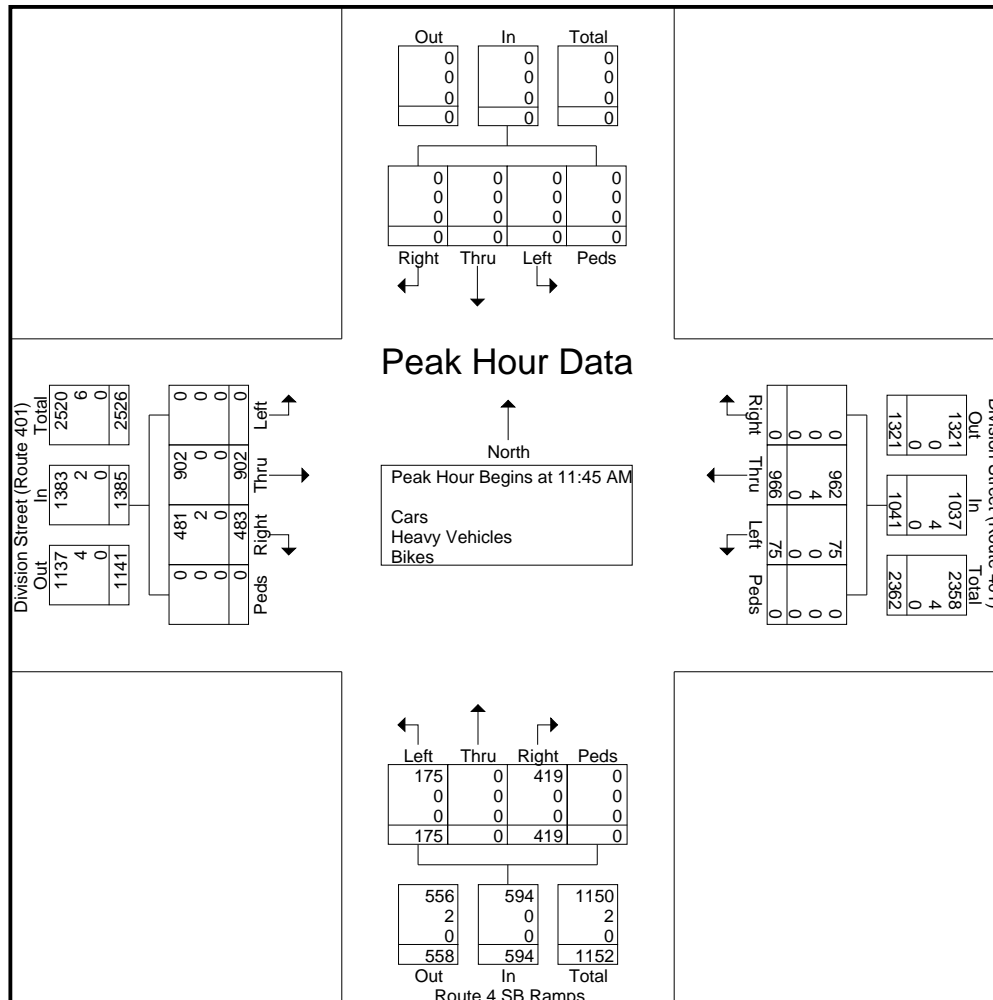 Out In Total
0 0 0
0 0 0
0 0 0
0 0 0
0 0 0 0
0 0 0 0
0 0 0 0
0 0 0 0
Right Thru Left Peds
Peak Hour Data
North
Peak Hour Begins at 11:45 AM
Cars
Heavy Vehicles
Bikes
Division Street (Route 401)
Out In Total
1137 1383 2520
4 2 6
0 0 0
1141 1385 2526
Peds Right Thru Left
0 481 902 0
0 2 0 0
0 0 0 0
0 483 902 0
Division Street (Route 401)
Out In Total
1321 1037 2358
0 4 4
0 0 0
1321 1041 2362
Right Thru Left Peds
0 962 75 0
0 4 0 0
0 0 0 0
0 966 75 0
Left Thru Right Peds
175 0 419 0
0 0 0 0
0 0 0 0
175 0 419 0
556 594 1150
2 0 2
0 0 0
558 594 1152
Out In Total
Route 4 SB Ramps